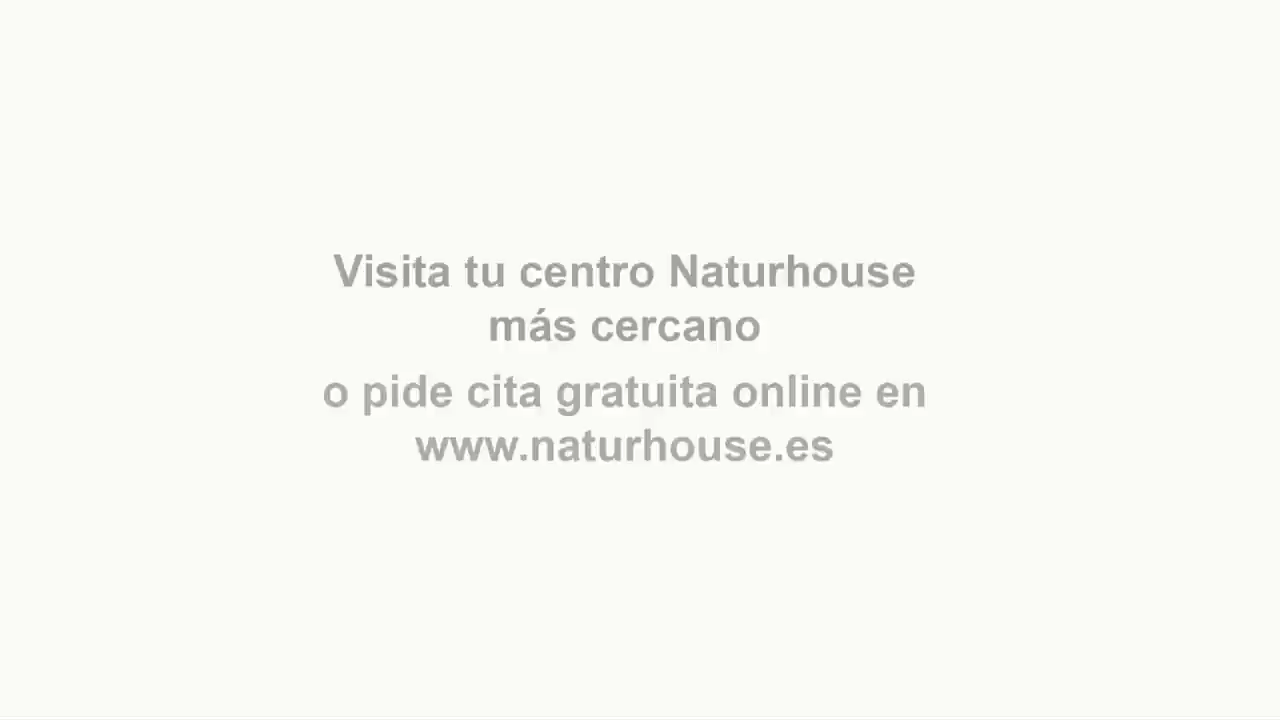 Visita tu centro Naturhouse
más cercano
o pide cita gratuita online en
www.naturhouse.es